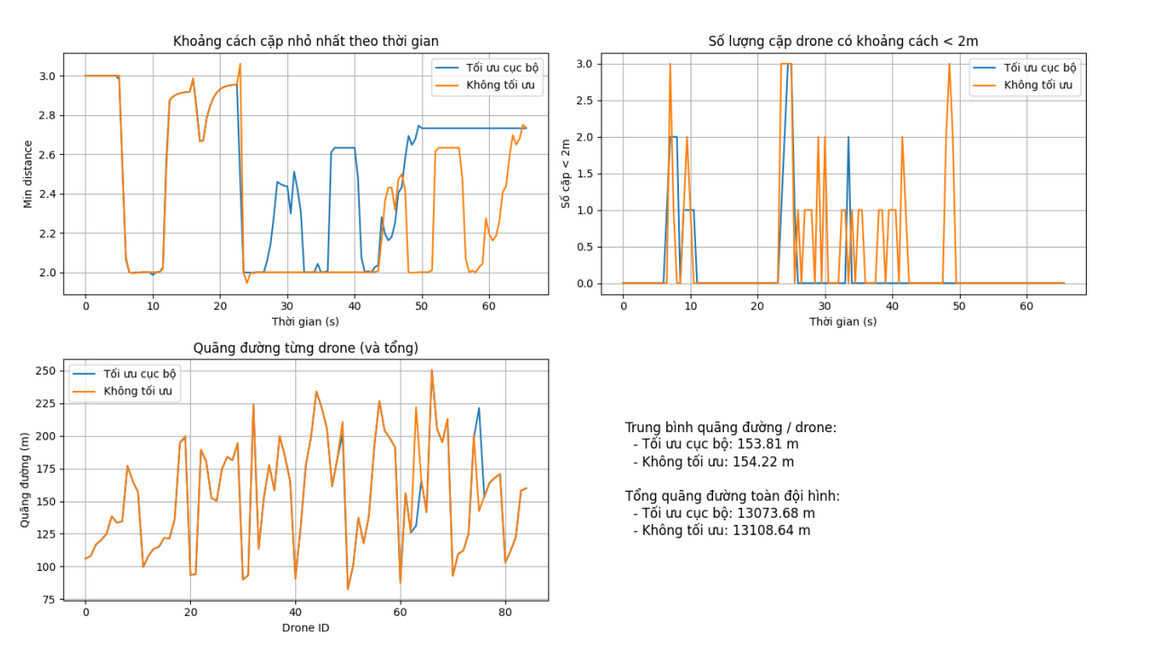 Khoảng cách cặp nhỏ nhất theo thời gian
Min distance
3.0
2.8
2.6
2.4
2.2
2.0
Tối ưu cục bộ
Không tối ưu
0
10
20
30
40
50
60
Thời gian (s)
Số lượng cặp drone có khoảng cách < 2m
Số cặp < 2m
3.0
2.5
2.0
1.5
1.0
0.5
0.0
Tối ưu cục bộ
Không tối ưu
0
10
20
30
40
50
60
Thời gian (s)
Quãng đường từng drone (và tổng)
Quãng đường (m)
250
225
200
175
150
125
100
75
Tối ưu cục bộ
Không tối ưu
0
20
40
60
80
Drone ID
Trung bình quãng đường / drone:
- Tối ưu cục bộ: 153.81 m
- Không tối ưu: 154.22 m
Tổng quãng đường toàn đội hình:
- Tối ưu cục bộ: 13073.68 m
- Không tối ưu: 13108.64 m